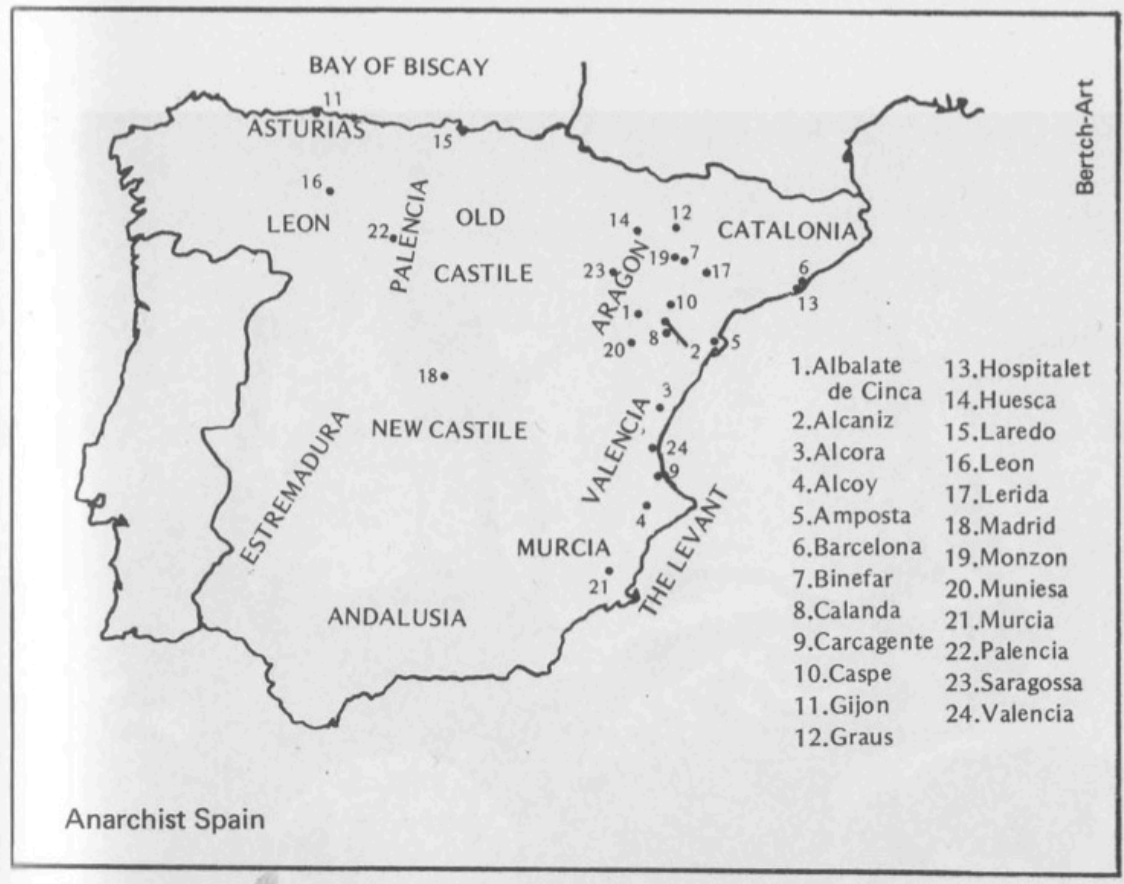 BAY OF BISCAY
Bertch-Art
11
ASTURIAS
15
16
LEON
PALENCIA
OLD
22
CASTILE
14
12
CATALONIA
19
7
23
17
ARAGON
6
13
1
10
8
2
20
5
18
3
NEW CASTILE
VALENCIA
24
9
ESTREMADURA
4
MURCIA
THE LEVANT
21
ANDALUSIA
1.Albalate
de Cinca
2.Alcaniz
3.Alcora
4.Alcoy
5.Amposta
6.Barcelona
7.Binefar
8.Calanda
9.Carcagente
10.Caspe
11.Gijon
12.Graus
13.Hospitalet
14.Huesca
15.Laredo
16.Leon
17.Lerida
18.Madrid
19.Monzon
20.Muniesa
21.Murcia
22.Palencia
23.Saragossa
24.Valencia
Anarchist Spain